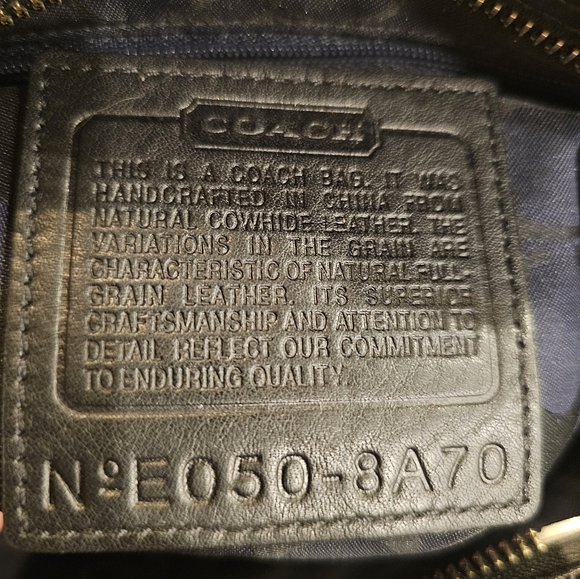 COACH
THIS IS A COACH BAG. IT WAS
HANDCRAFTED IN CHINA FROM
NATURAL COWHIDE LEATHER. THE
VARIATIONS IN THE GRAIN ARE
CHARACTERISTIC OF NATURAL FULL-
GRAIN LEATHER. ITS SUPERIOR
CRAFTSMANSHIP AND ATTENTION TO
DETAIL REFLECT OUR COMMITMENT
TO ENDURING QUALITY.
Nº E050-8A70